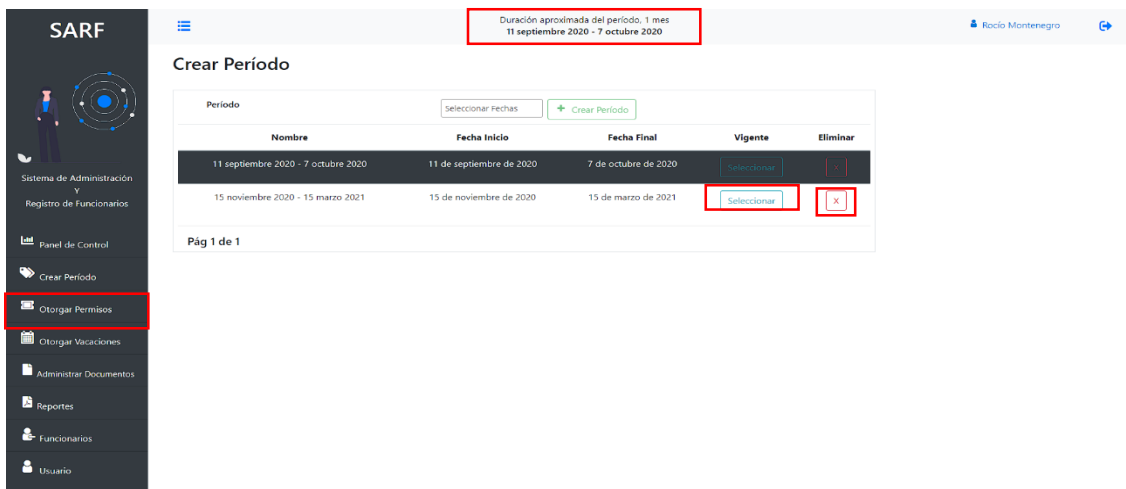 SARF
Duración aproximada del período, 1 mes
11 septiembre 2020 - 7 octubre 2020
Rocío Montenegro
Crear Período
Período
Seleccionar Fechas
+ Crear Período
Nombre Fecha Inicio Fecha Final Vigente Eliminar
11 septiembre 2020 - 7 octubre 2020 11 de septiembre de 2020 7 de octubre de 2020 Seleccionar x
15 noviembre 2020 - 15 marzo 2021 15 de noviembre de 2020 15 de marzo de 2021 Seleccionar X
Pág 1 de 1
Sistema de Administración
Y
Registro de Funcionarios
Panel de Control
Crear Período
Otorgar Permisos
Otorgar Vacaciones
Administrar Documentos
Reportes
Funcionarios
Usuario